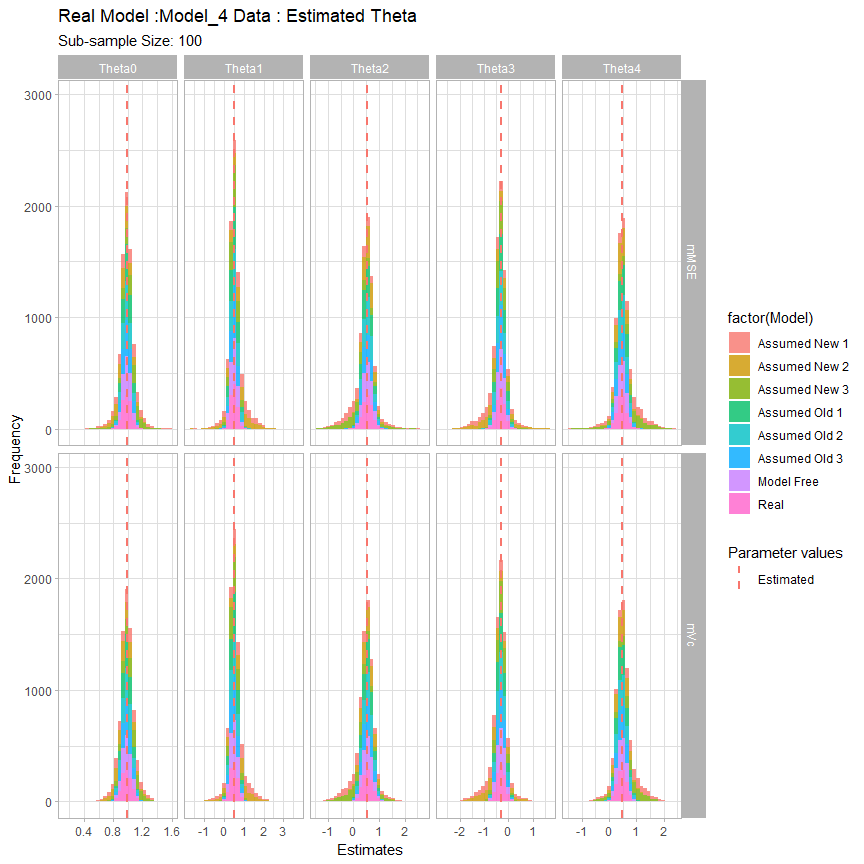 Real Model :Model_4 Data : Estimated Theta
Sub-sample Size: 100
Theta0 Theta1 Theta2 Theta3 Theta4
3000
2000
1000
0
mMSE
3000
2000
1000
0
mVc
Frequency
0.4 0.8 1.2 1.6
-1 0 1 2 3
-1 0 1 2
-2 -1 0 1
-1 0 1 2
Estimates
factor(Model)
Assumed New 1
Assumed New 2
Assumed New 3
Assumed Old 1
Assumed Old 2
Assumed Old 3
Model Free
Real
Parameter values
Estimated